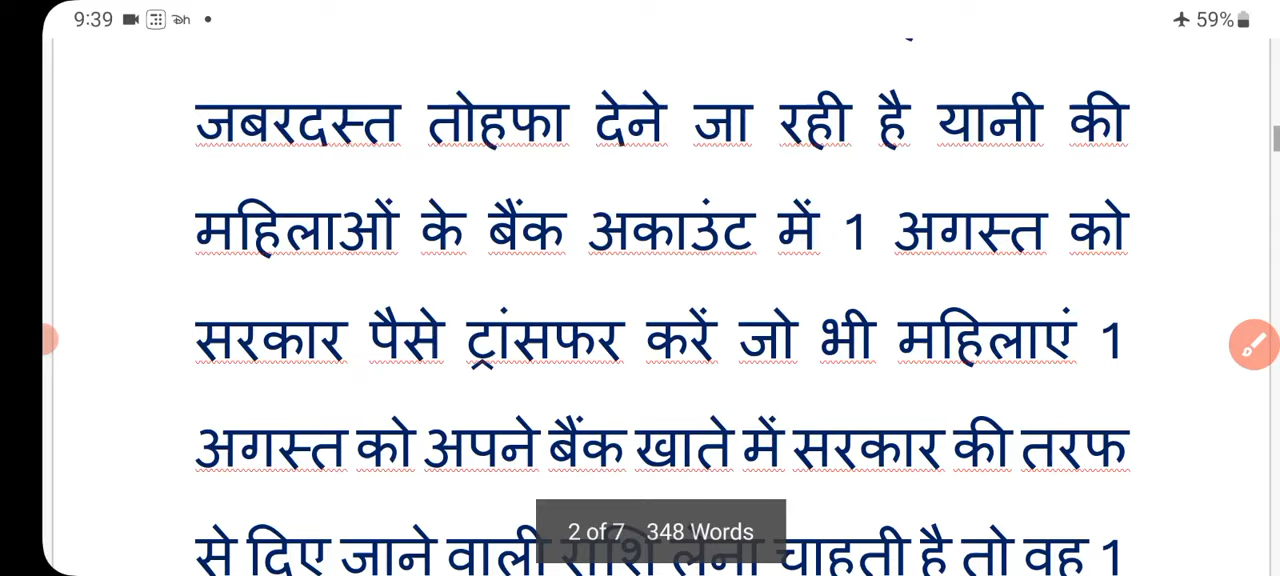 9:39 59%
जबरदस्त तोहफा देने जा रही है यानी की
महिलाओं के बैंक अकाउंट में 1 अगस्त को
सरकार पैसे ट्रांसफर करें जो भी महिलाएं 1
अगस्त को अपने बैंक खाते में सरकार की तरफ
से दिए जाने वाली राशि लेना चाहती है तो वह 1
2 of 7 348 Words